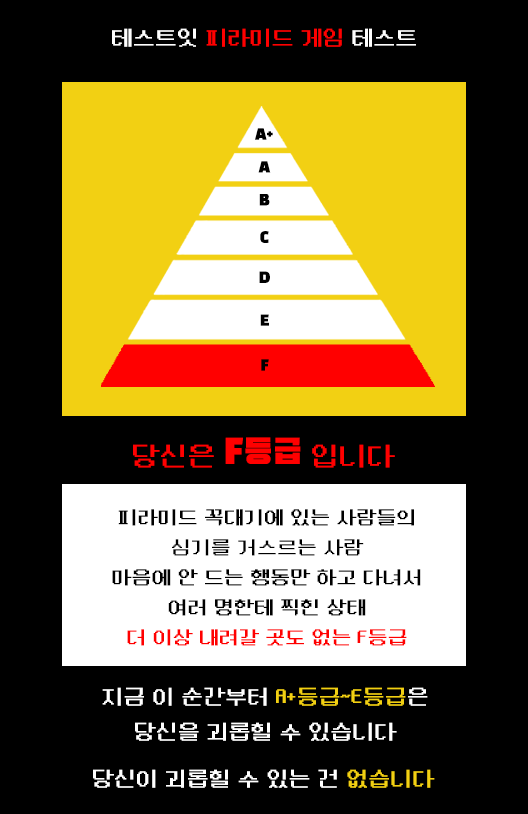 테스트잇 피라미드 게임 테스트
A+
A
B
C
D
E
F
당신은 F등급 입니다
피라미드 꼭대기에 있는 사람들의
심기를 거스르는 사람
마음에 안 드는 행동만 하고 다녀서
여러 명한테 찍힌 상태
더 이상 내려갈 곳도 없는 F등급
지금 이 순간부터 A+등급~E등급은
당신을 괴롭힐 수 있습니다
당신이 괴롭힐 수 있는 건 없습니다